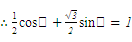 ∴ 1/2 cos□ + √3/2 sin□ = 1